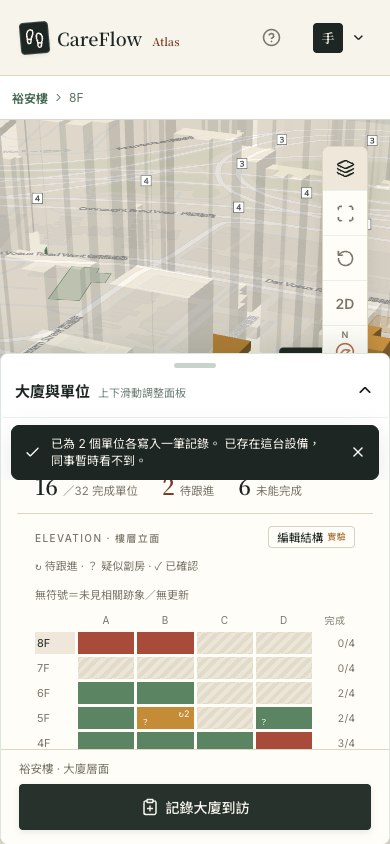 CareFlow Atlas
手
裕安樓 > 8F
3
3
3
4
4
4
4
2D
N
大廈與單位 上下滑動調整面板
已為 2 個單位各寫入一筆記錄。 已存在這台設備，
同事暫時看不到。
16 ／32 完成單位 2 待跟進 6 未能完成
ELEVATION · 樓層立面 編輯結構 實驗
↻ 待跟進 · ? 疑似劏房 · ✓ 已確認
無符號＝未見相關跡象／無更新
A B C D 完成
8F 0/4
7F 0/4
6F 2/4
5F ? ↻2 ? 2/4
4F 3/4
裕安樓 · 大廈層面
記錄大廈到訪